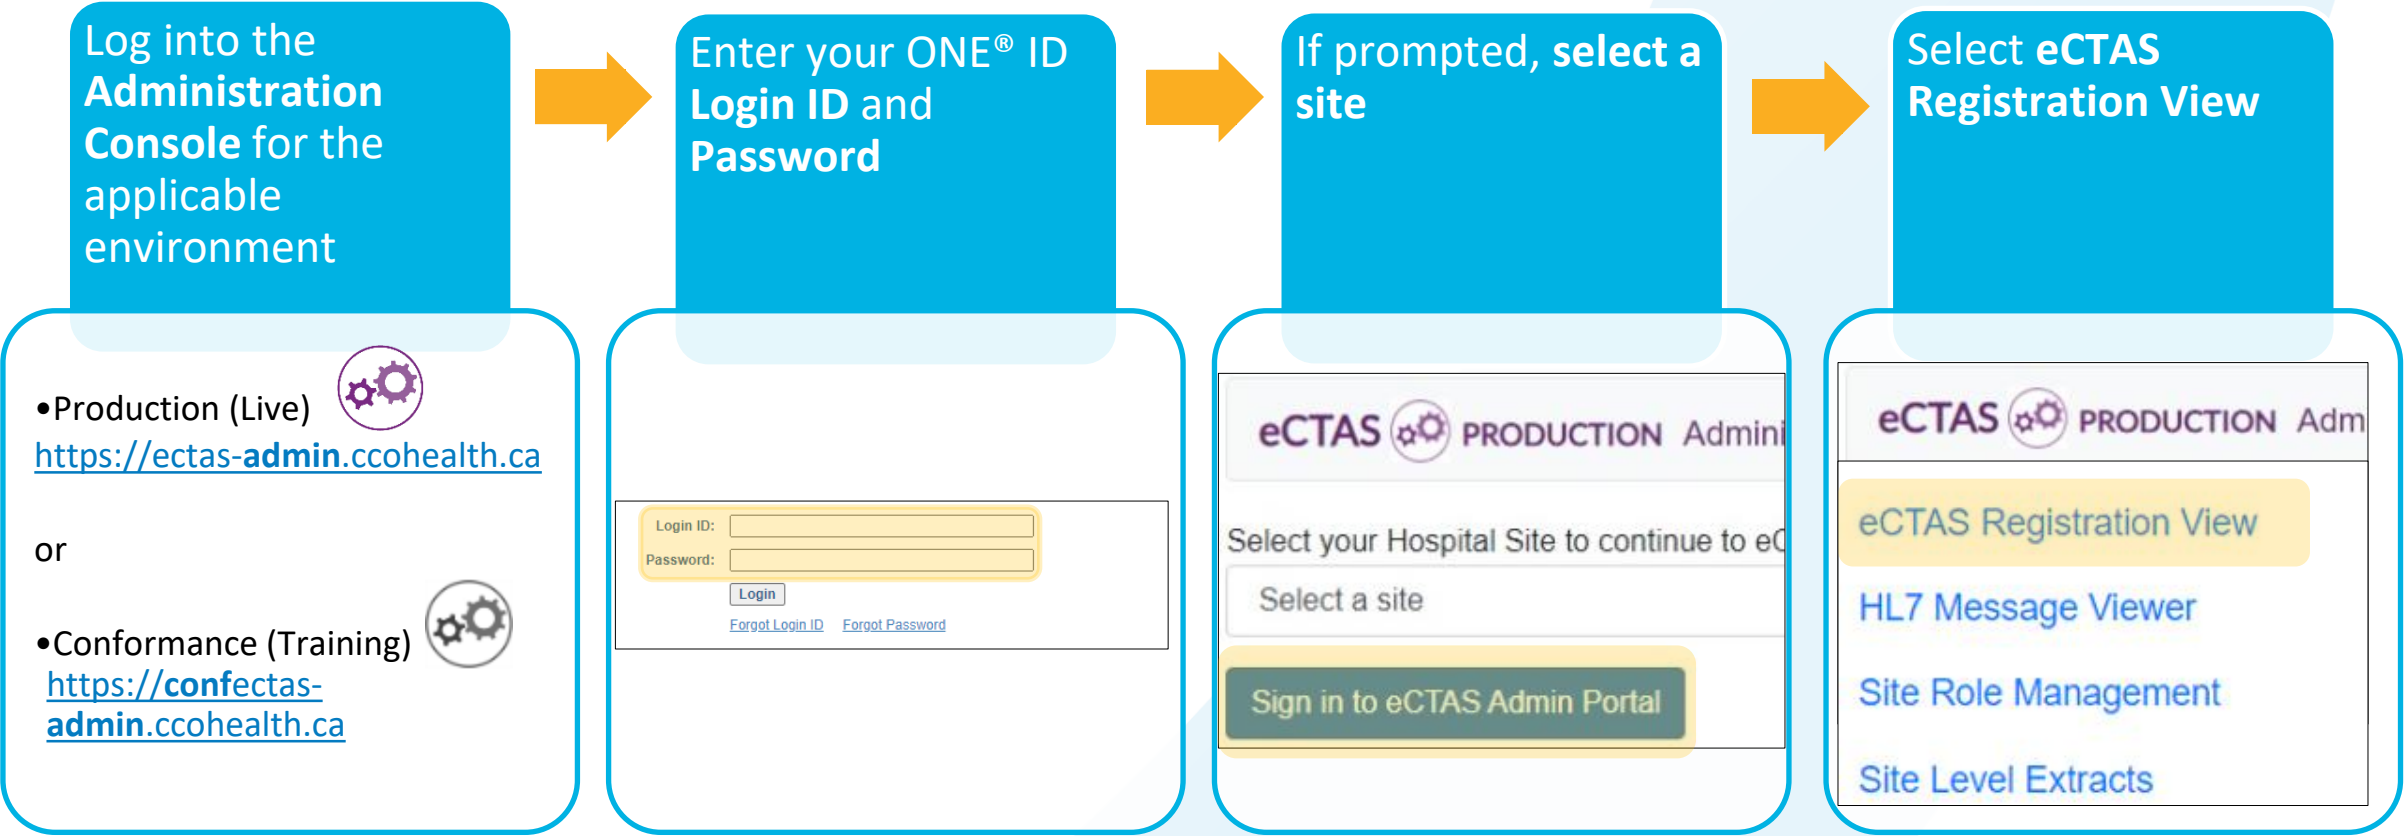 Log into the
Administration
Console for the
applicable
environment
•Production (Live)
https://ectas-admin.ccohealth.ca
or
•Conformance (Training)
https://confectas-
admin.ccohealth.ca
Enter your ONE® ID
Login ID and
Password
Login ID:
Password:
Login
Forgot Login ID Forgot Password
If prompted, select a
site
eCTAS PRODUCTION Admini
Select your Hospital Site to continue to eC
Select a site
Sign in to eCTAS Admin Portal
Select eCTAS
Registration View
eCTAS PRODUCTION Adm
eCTAS Registration View
HL7 Message Viewer
Site Role Management
Site Level Extracts